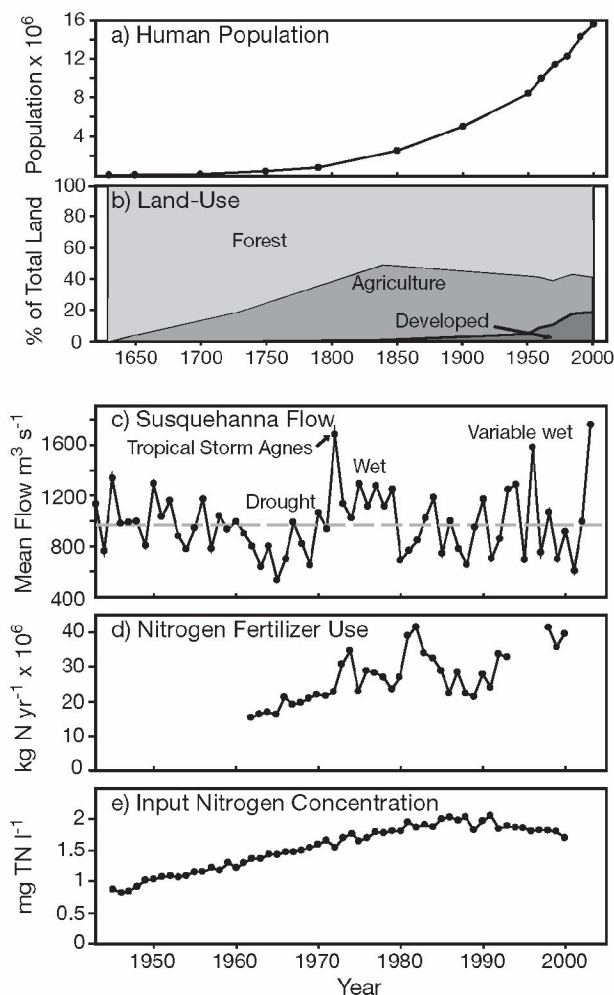 a) Human Population
Population x 10⁶
16
12
8
4
b) Land-Use
% of Total Land
100
80
60
40
20
0
Forest
Agriculture
Developed
1650 1700 1750 1800 1850 1900 1950 2000
c) Susquehanna Flow
Mean Flow m³ s⁻¹
1600
1200
800
400
Tropical Storm Agnes
Drought
Wet
Variable wet
d) Nitrogen Fertilizer Use
kg N yr⁻¹ x 10⁶
40
30
20
10
0
e) Input Nitrogen Concentration
mg TN l⁻¹
2
1.5
1
0.5
0
1950 1960 1970 1980 1990 2000
Year